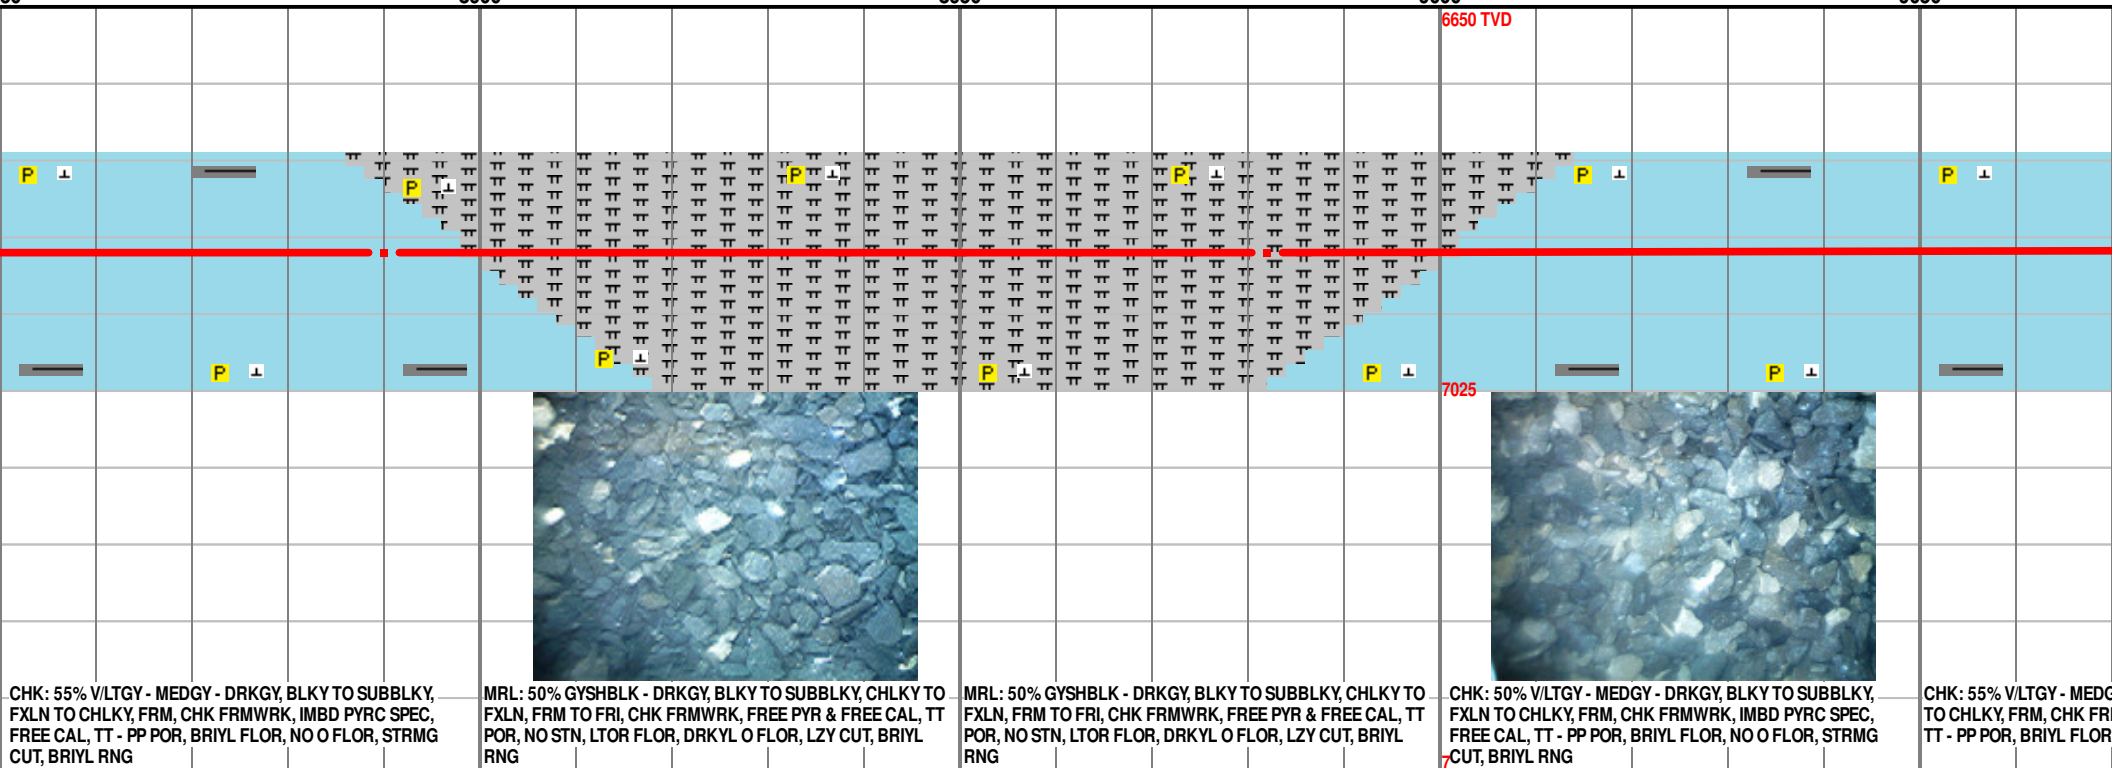 6650 TVD
P
P
P
P
P
P
P
P
P
P
P
P
7025
CHK: 55% V/LTGY - MEDGY - DRKGY, BLKY TO SUBBLKY,
FXLN TO CHLKY, FRM, CHK FRMWRK, IMBD PYRC SPEC,
FREE CAL, TT - PP POR, BRIYL FLOR, NO O FLOR, STRMG
CUT, BRIYL RNG
MRL: 50% GYSHBLK - DRKGY, BLKY TO SUBBLKY, CHLKY TO
FXLN, FRM TO FRI, CHK FRMWRK, FREE PYR & FREE CAL, TT
POR, NO STN, LTOR FLOR, DRKYL O FLOR, LZY CUT, BRIYL
RNG
MRL: 50% GYSHBLK - DRKGY, BLKY TO SUBBLKY, CHLKY TO
FXLN, FRM TO FRI, CHK FRMWRK, FREE PYR & FREE CAL, TT
POR, NO STN, LTOR FLOR, DRKYL O FLOR, LZY CUT, BRIYL
RNG
CHK: 50% V/LTGY - MEDGY - DRKGY, BLKY TO SUBBLKY,
FXLN TO CHLKY, FRM, CHK FRMWRK, IMBD PYRC SPEC,
FREE CAL, TT - PP POR, BRIYL FLOR, NO O FLOR, STRMG
CUT, BRIYL RNG
7
CHK: 55% V/LTGY - MEDG
TO CHLKY, FRM, CHK FR
TT - PP POR, BRIYL FLOR